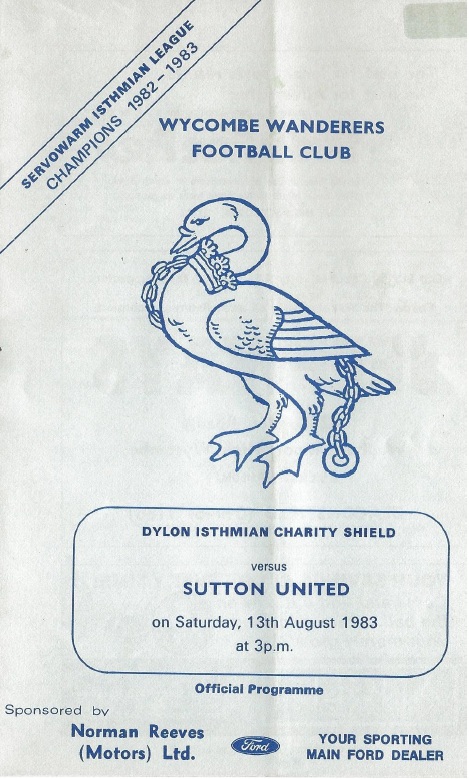 SERVOWARM ISTHMIAN LEAGUE
CHAMPIONS 1982-1983
WYCOMBE WANDERERS
FOOTBALL CLUB
DYLON ISTHMIAN CHARITY SHIELD
versus
SUTTON UNITED
on Saturday, 13th August 1983
at 3p.m.
Official Programme
Sponsored by
Norman Reeves
(Motors) Ltd.
Ford
YOUR SPORTING
MAIN FORD DEALER